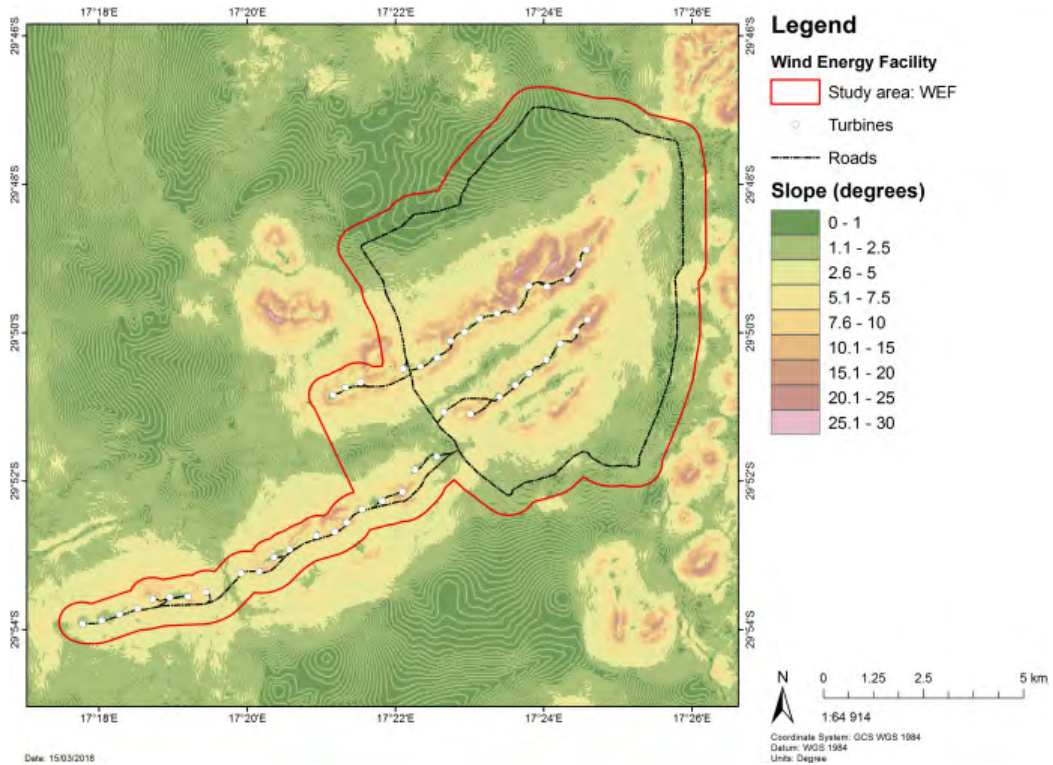 17°18'E 17°20'E 17°22'E 17°24'E 17°26'E
29°46'S
29°48'S
29°50'S
29°52'S
29°54'S
29°46'S
29°48'S
29°50'S
29°52'S
29°54'S
17°18'E 17°20'E 17°22'E 17°24'E 17°26'E
Date: 15/03/2016
Legend
Wind Energy Facility
Study area: WEF
Turbines
Roads
Slope (degrees)
0 - 1
1.1 - 2.5
2.6 - 5
5.1 - 7.5
7.6 - 10
10.1 - 15
15.1 - 20
20.1 - 25
25.1 - 30
N
0 1.25 2.5 5 km
1:64 914
Coordinate System: GCS WGS 1984
Datum: WGS 1984
Units: Degree